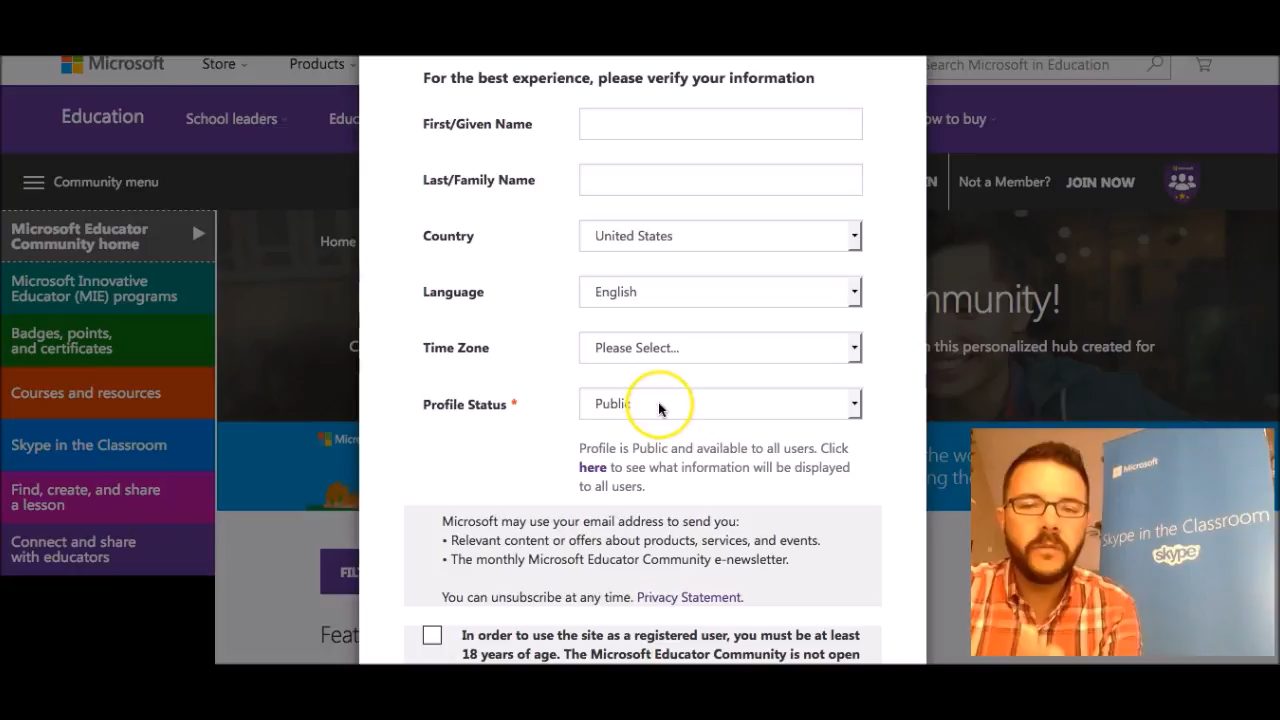 Microsoft
Store
Products
Search Microsoft in Education
Education
School leaders
Educ
ow to buy
Community menu
N
Not a Member?
JOIN NOW
Microsoft Educator
Community home
Microsoft Innovative
Educator (MIE) programs
Badges, points,
and certificates
Courses and resources
Skype in the Classroom
Find, create, and share
a lesson
Connect and share
with educators
Home
mmunity!
C
n this personalized hub created for
Micro
the wo
ng the
FIL
Feat
For the best experience, please verify your information
First/Given Name
Last/Family Name
Country
United States
Language
English
Time Zone
Please Select...
Profile Status *
Public
Profile is Public and available to all users. Click
here to see what information will be displayed
to all users.
Microsoft may use your email address to send you:
• Relevant content or offers about products, services, and events.
• The monthly Microsoft Educator Community e-newsletter.
You can unsubscribe at any time. Privacy Statement.
In order to use the site as a registered user, you must be at least
18 years of age. The Microsoft Educator Community is not open
Microsoft
Skype in the Classroom
skype